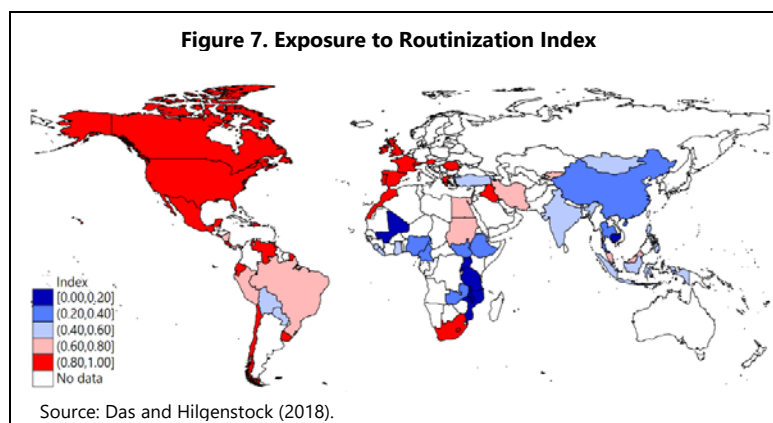 Figure 7. Exposure to Routinization Index
Index
[0.00,0.20]
(0.20,0.40]
(0.40,0.60]
(0.60,0.80]
(0.80,1.00]
No data
Source: Das and Hilgenstock (2018).